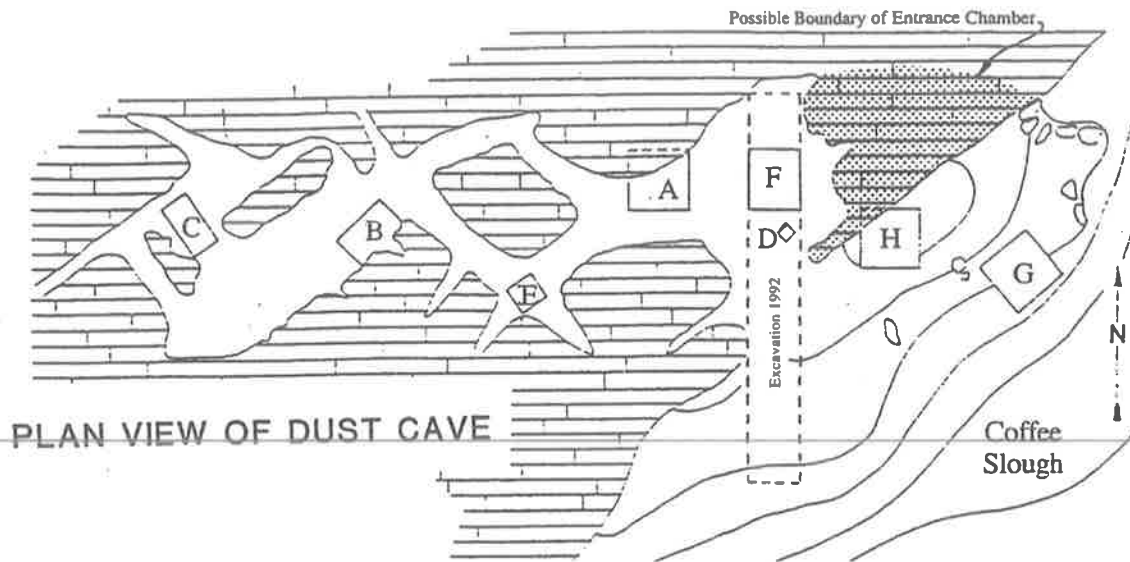 Possible Boundary of Entrance Chamber
A
F
C
B
D
H
E
G
Excavation 1992
N
PLAN VIEW OF DUST CAVE
Coffee
Slough